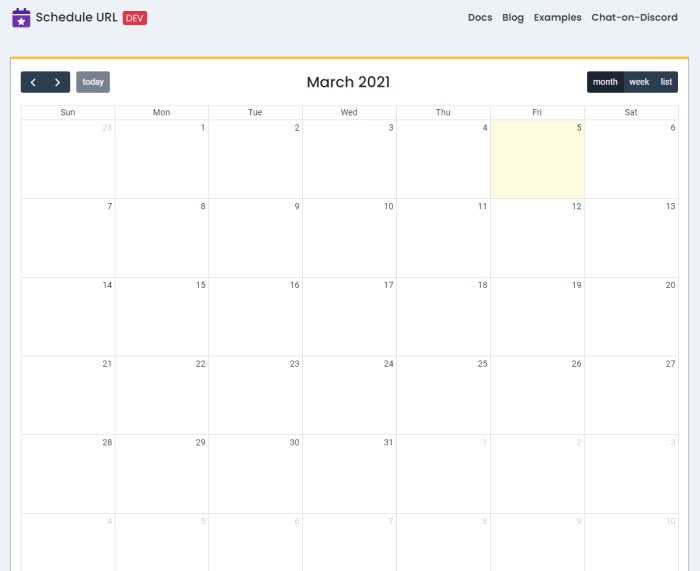 Schedule URL DEV Docs Blog Examples Chat-on-Discord
today March 2021 month week list
Sun Mon Tue Wed Thu Fri Sat
28 1 2 3 4 5 6
7 8 9 10 11 12 13
14 15 16 17 18 19 20
21 22 23 24 25 26 27
28 29 30 31 1 2 3
4 5 6 7 8 9 10